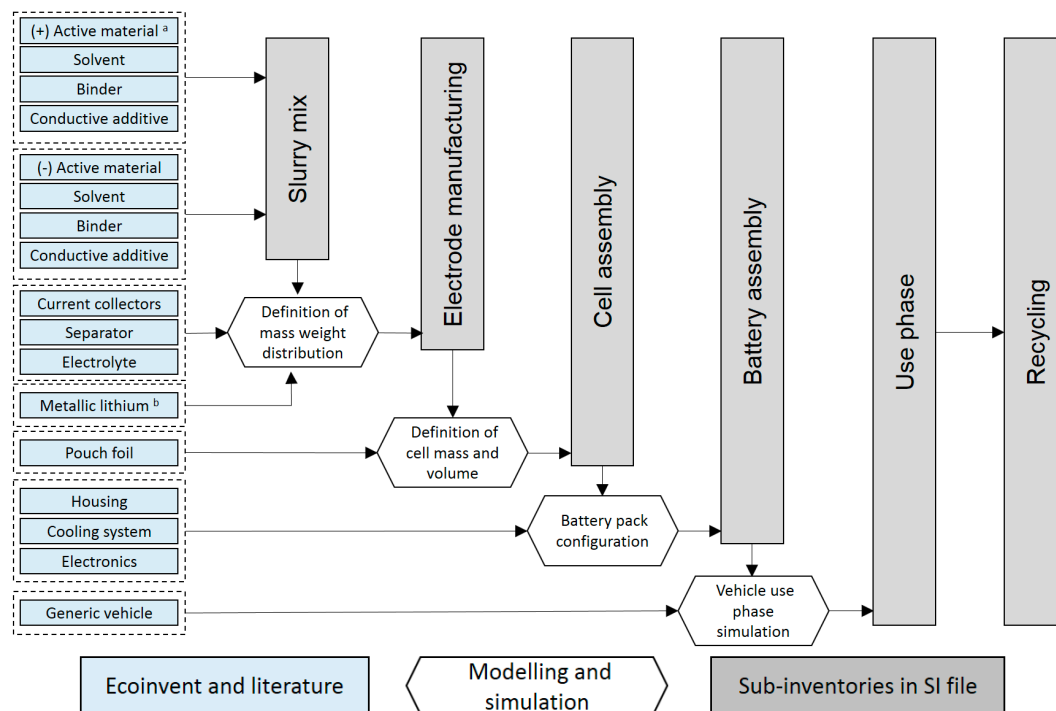 (+) Active material ᵃ
Solvent
Binder
Conductive additive
(-) Active material
Solvent
Binder
Conductive additive
Current collectors
Separator
Electrolyte
Metallic lithium ᵇ
Pouch foil
Housing
Cooling system
Electronics
Generic vehicle
Slurry mix
Definition of
mass weight
distribution
Electrode manufacturing
Definition of
cell mass and
volume
Cell assembly
Battery pack
configuration
Battery assembly
Vehicle use
phase
simulation
Use phase
Recycling
Ecoinvent and literature
Modelling and
simulation
Sub-inventories in SI file